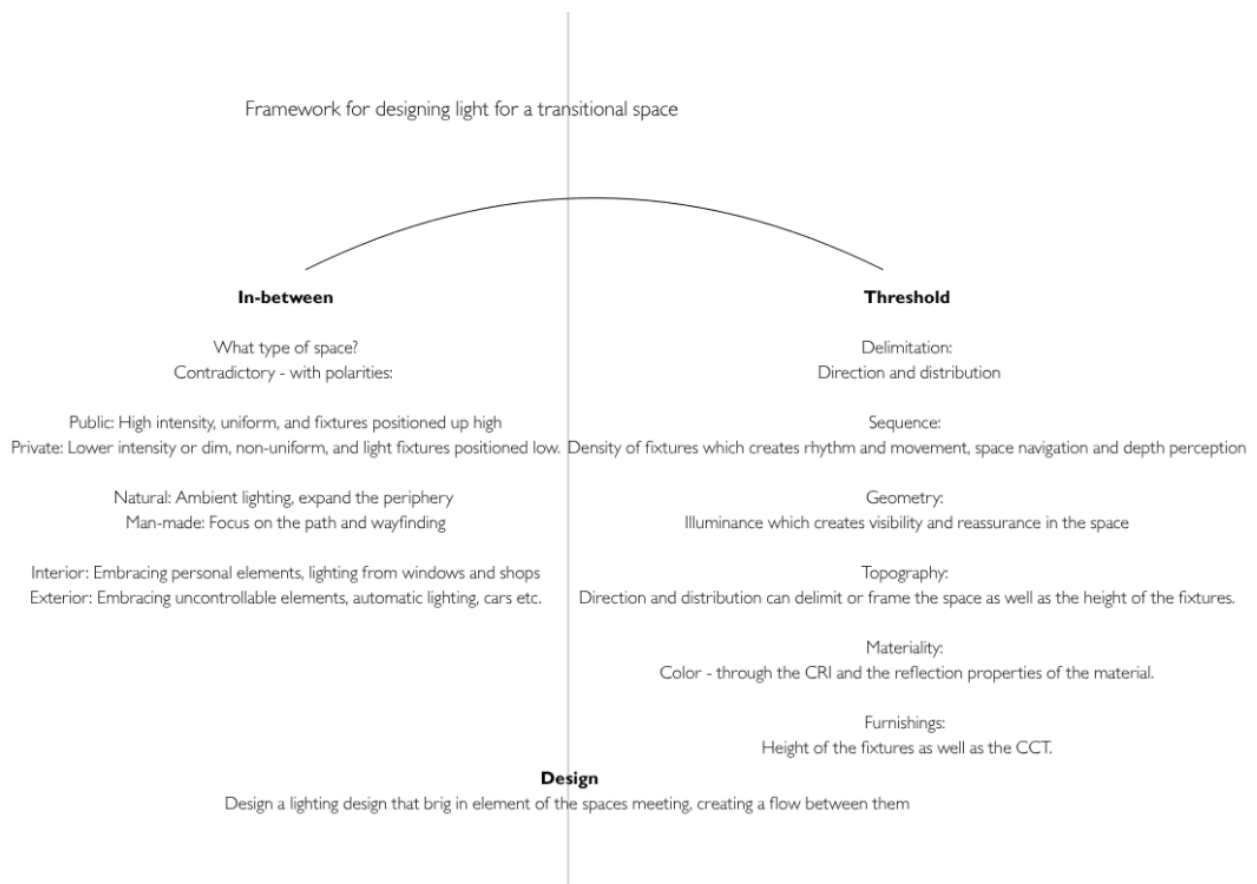 Framework for designing light for a transitional space
In-between
What type of space?
Contradictory - with polarities:
Public: High intensity, uniform, and fixtures positioned up high
Private: Lower intensity or dim, non-uniform, and light fixtures positioned low.
Natural: Ambient lighting, expand the periphery
Man-made: Focus on the path and wayfinding
Interior: Embracing personal elements, lighting from windows and shops
Exterior: Embracing uncontrollable elements, automatic lighting, cars etc.
Threshold
Delimitation:
Direction and distribution
Sequence:
Density of fixtures which creates rhythm and movement, space navigation and depth perception
Geometry:
Illuminance which creates visibility and reassurance in the space
Topography:
Direction and distribution can delimit or frame the space as well as the height of the fixtures.
Materiality:
Color - through the CRI and the reflection properties of the material.
Furnishings:
Height of the fixtures as well as the CCT.
Design
Design a lighting design that brig in element of the spaces meeting, creating a flow between them